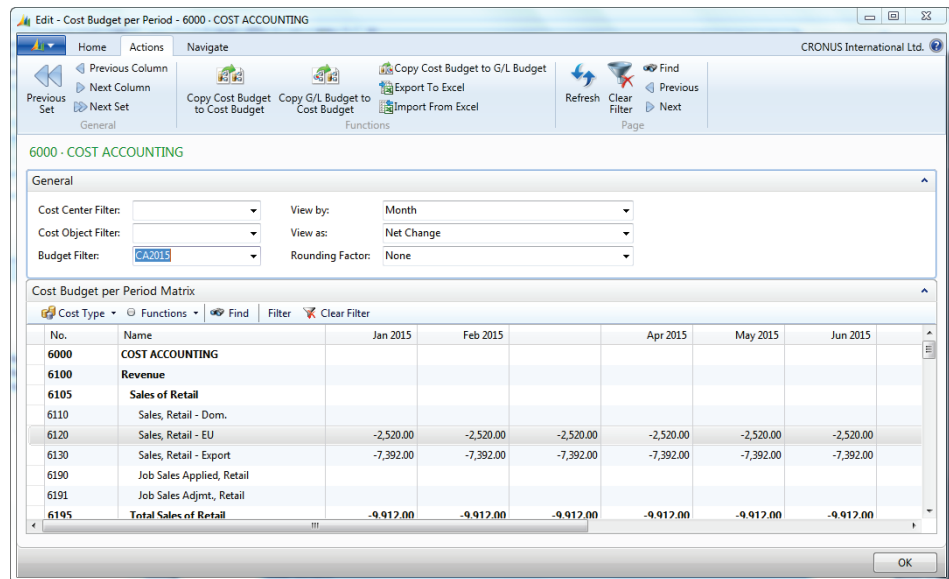 Edit - Cost Budget per Period - 6000 · COST ACCOUNTING
Home Actions Navigate CRONUS International Ltd.
Previous Set
Previous Column
Next Column
Next Set
General
Copy Cost Budget to Cost Budget
Copy G/L Budget to Cost Budget
Copy Cost Budget to G/L Budget
Export To Excel
Import From Excel
Functions
Refresh
Clear Filter
Find
Previous
Next
Page
6000 · COST ACCOUNTING
General
Cost Center Filter: View by: Month
Cost Object Filter: View as: Net Change
Budget Filter: CA2015 Rounding Factor: None
Cost Budget per Period Matrix
Cost Type Functions Find Filter Clear Filter
No. Name Jan 2015 Feb 2015 Apr 2015 May 2015 Jun 2015
6000 COST ACCOUNTING
6100 Revenue
6105 Sales of Retail
6110 Sales, Retail - Dom.
6120 Sales, Retail - EU -2,520.00 -2,520.00 -2,520.00 -2,520.00 -2,520.00 -2,520.00
6130 Sales, Retail - Export -7,392.00 -7,392.00 -7,392.00 -7,392.00 -7,392.00 -7,392.00
6190 Job Sales Applied, Retail
6191 Job Sales Adjmt., Retail
6195 Total Sales of Retail -9,912.00 -9,912.00 -9,912.00 -9,912.00 -9,912.00 -9,912.00
OK